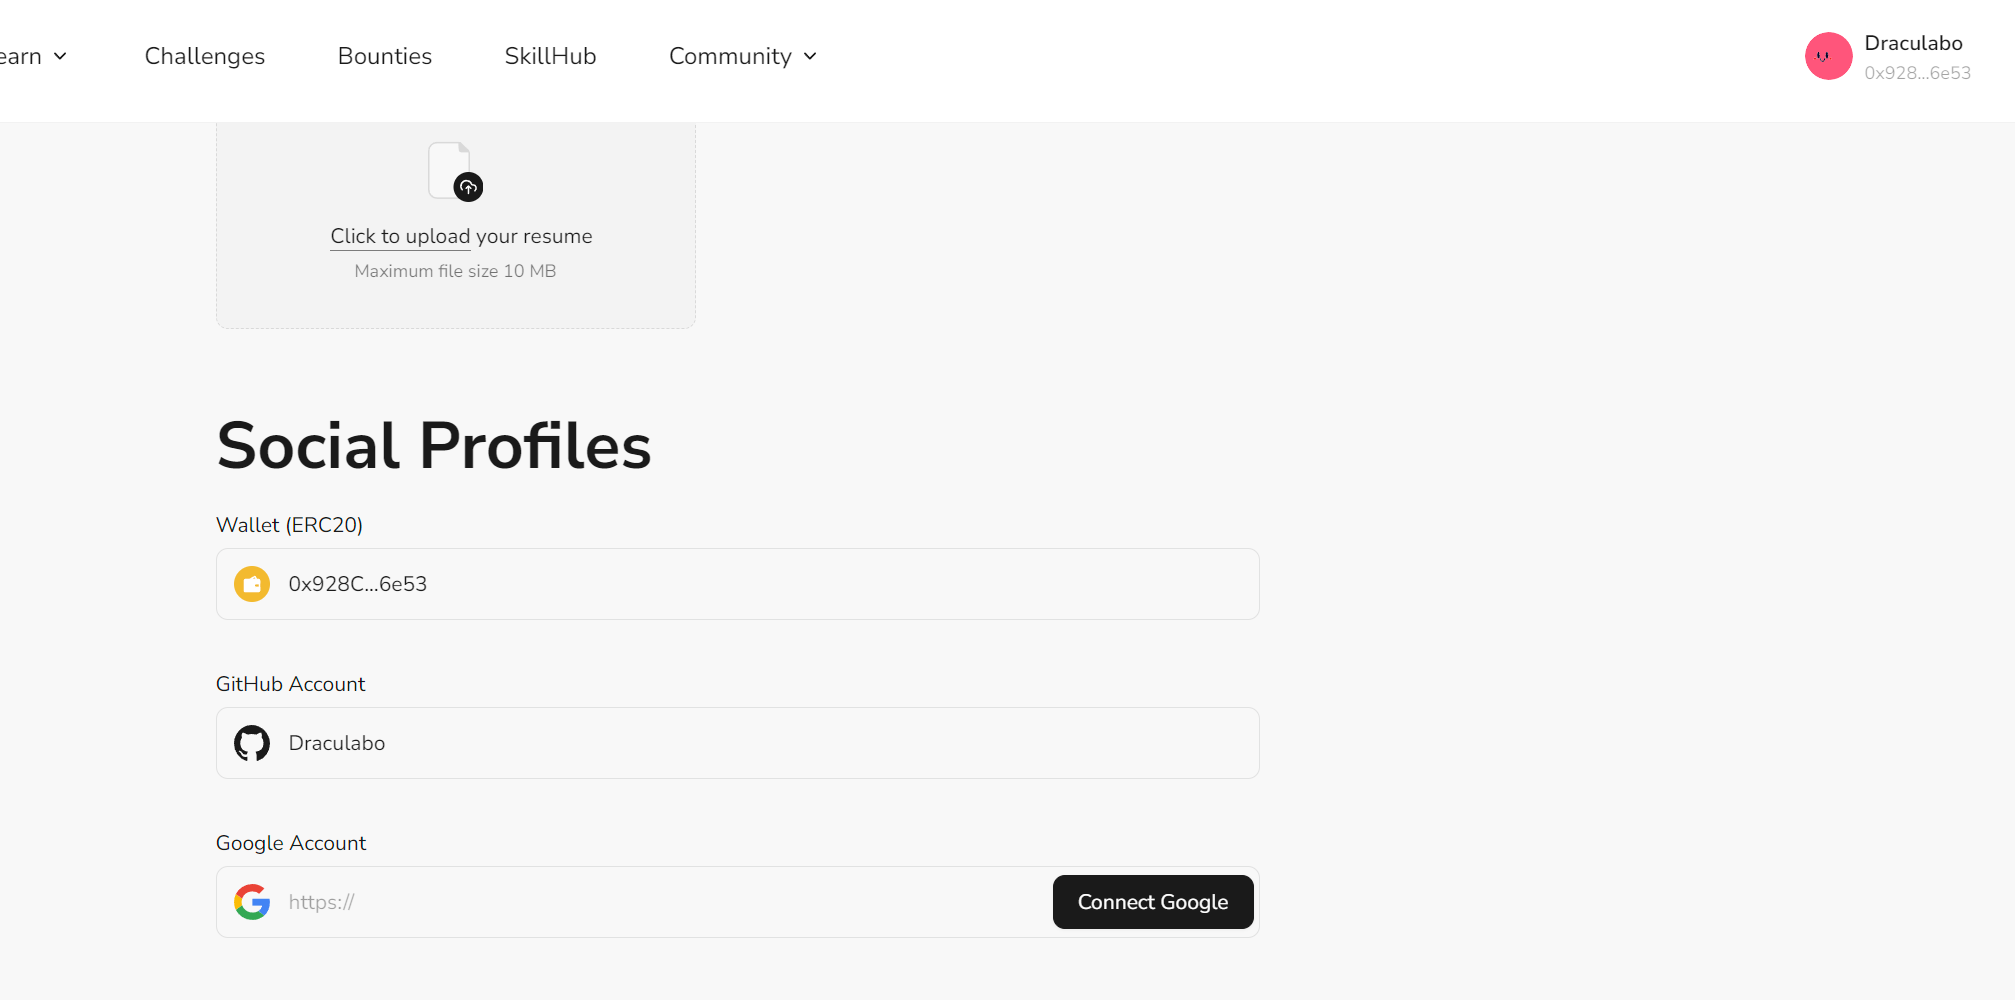 Challenges
Bounties
SkillHub
Community
Draculabo
0x928...6e53
Click to upload your resume
Maximum file size 10 MB
Social Profiles
Wallet (ERC20)
0x928C...6e53
GitHub Account
Draculabo
Google Account
https://
Connect Google